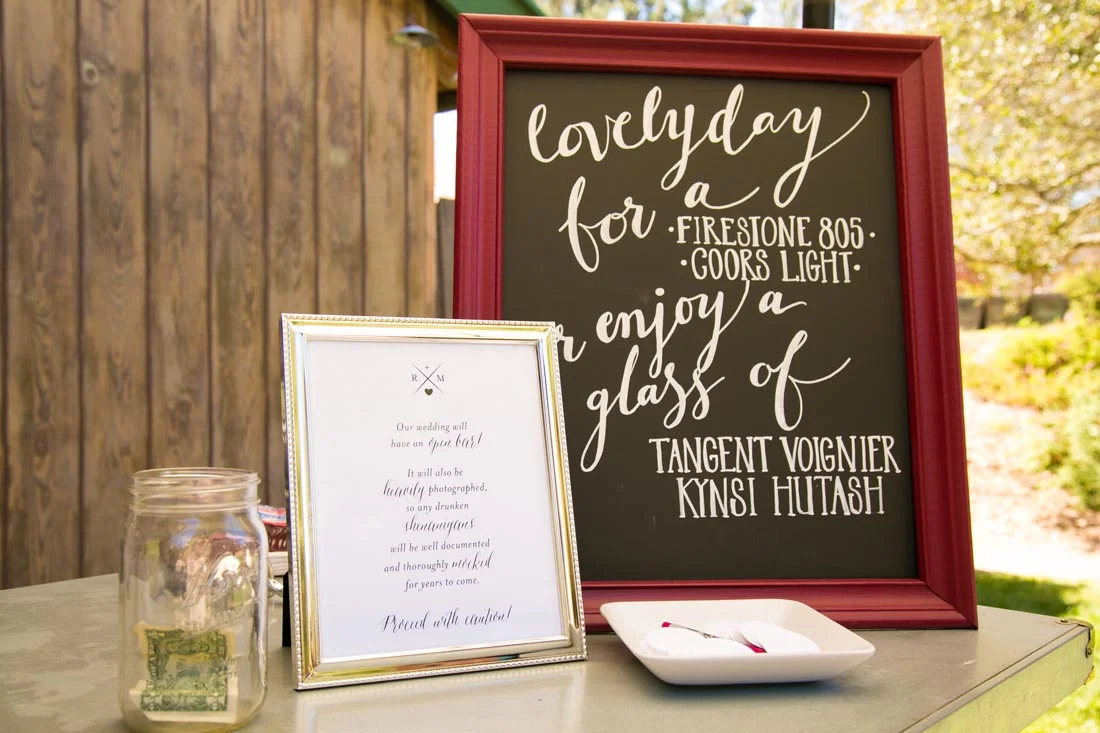 lovely day
for a
·FIRESTONE 805·
·COORS LIGHT·
r enjoy a
glass of
TANGENT VOIGNIER
KYNSI HUTASH
R M
Our wedding will
have an open bar!
It will also be
heavily photographed,
so any drunken
shenanigans
will be well documented
and thoroughly mocked
for years to come.
Proceed with caution!